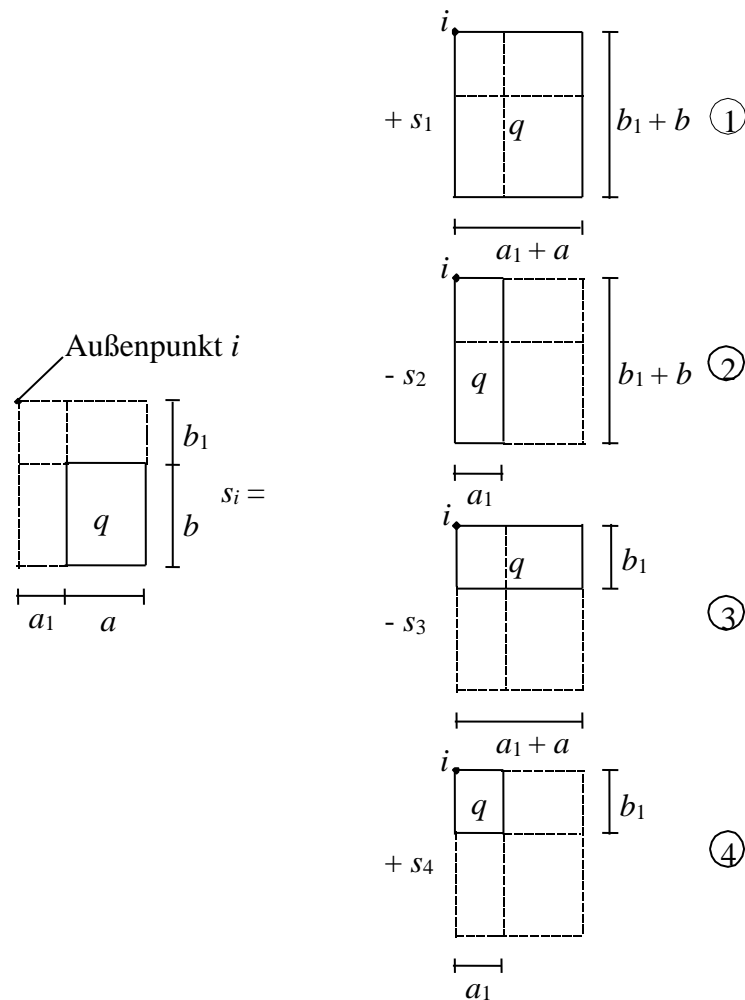 i
+ s1
q
b1 + b
1
a1 + a
i
- s2
q
b1 + b
2
a1
Außenpunkt i
b1
q
b
a1
a
si =
i
q
b1
- s3
3
a1 + a
i
q
b1
+ s4
4
a1